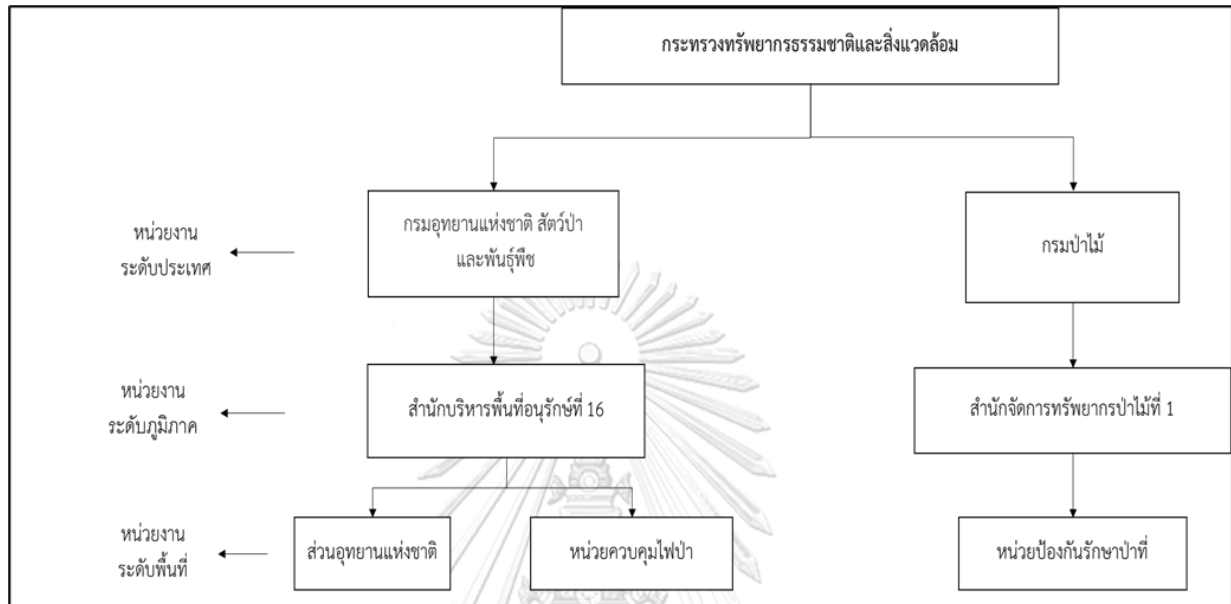 กระทรวงทรัพยากรธรรมชาติและสิ่งแวดล้อม
หน่วยงาน
ระดับประเทศ
กรมอุทยานแห่งชาติ สัตว์ป่า
และพันธุ์พืช
กรมป่าไม้
หน่วยงาน
ระดับภูมิภาค
สำนักบริหารพื้นที่อนุรักษ์ที่ 16
สำนักจัดการทรัพยากรป่าไม้ที่ 1
หน่วยงาน
ระดับพื้นที่
ส่วนอุทยานแห่งชาติ
หน่วยควบคุมไฟป่า
หน่วยป้องกันรักษาป่าที่